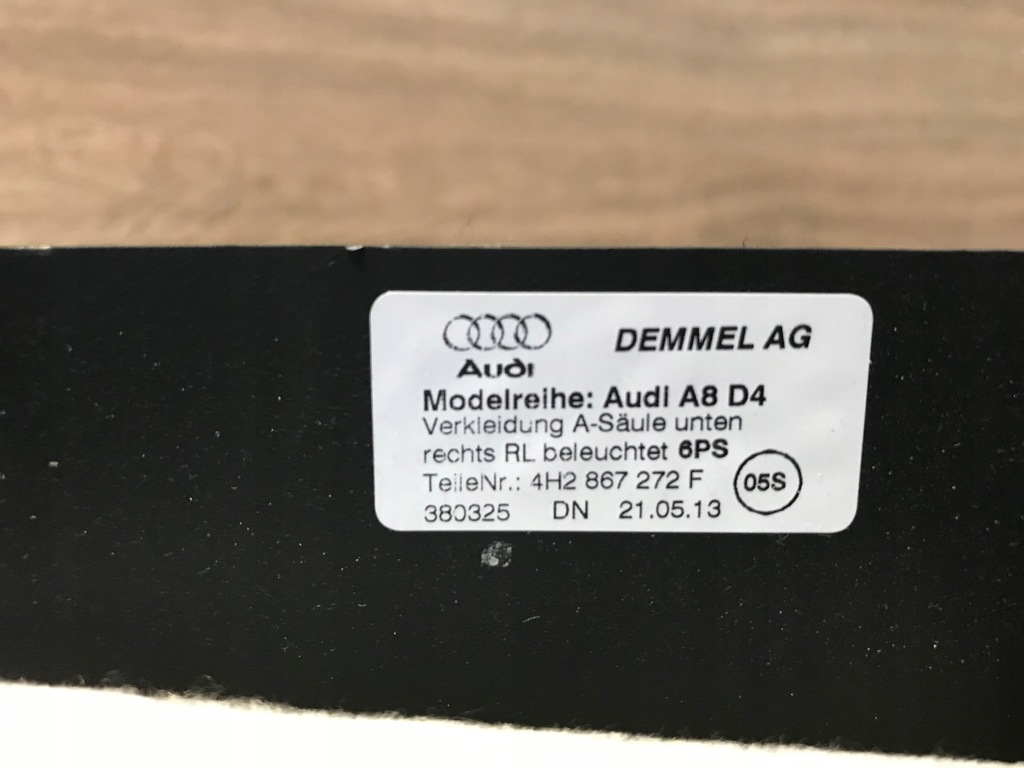 Audi
DEMMEL AG
Modelreihe: Audi A8 D4
Verkleidung A-Säule unten
rechts RL beleuchtet 6PS
TeileNr.: 4H2 867 272 F
05S
380325 DN 21.05.13